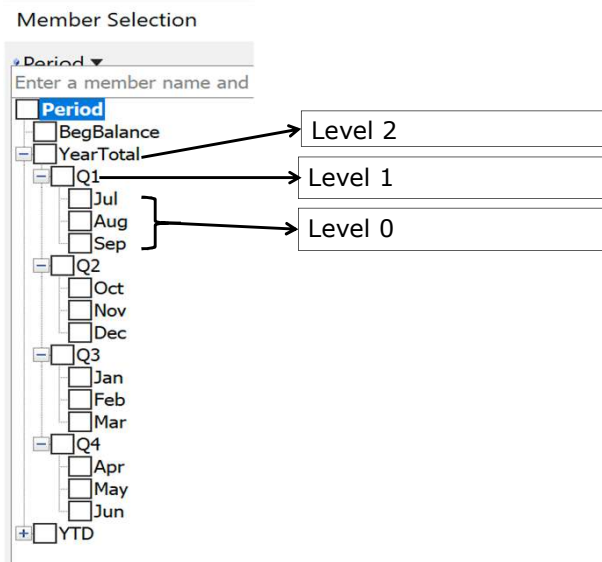 Member Selection
Period
Enter a member name and
Period
BegBalance
YearTotal
Level 2
Q1
Level 1
Jul
Aug
Level 0
Sep
Q2
Oct
Nov
Dec
Q3
Jan
Feb
Mar
Q4
Apr
May
Jun
YTD